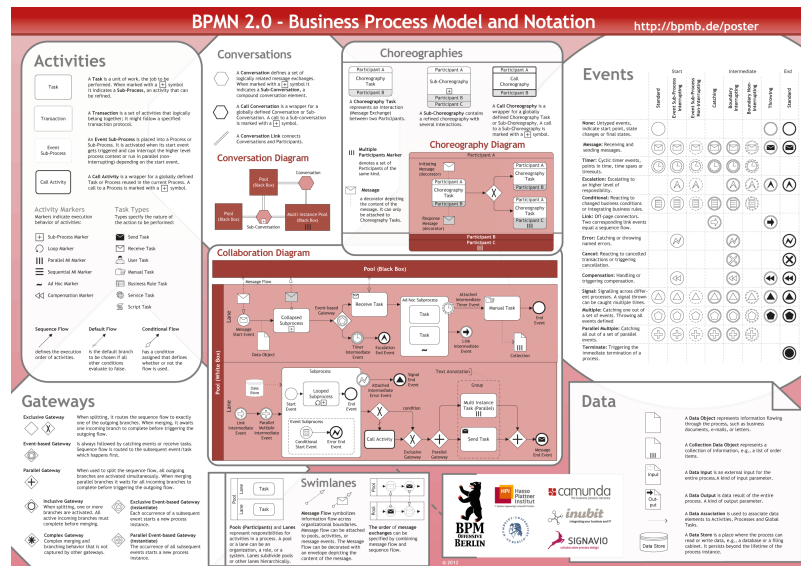 BPMN 2.0 - Business Process Model and Notation
http://bpmb.de/poster
Activities
Task
A Task is a unit of work, the job to be
performed. When marked with a + symbol
it indicates a Sub-Process, an activity that can
be refined.
Transaction
A Transaction is a set of activities that logically
belong together; it might follow a specified
transaction protocol.
Event
Sub-Process
An Event Sub-Process is placed into a Process or
Sub-Process. It is activated when its start event
gets triggered and can interrupt the higher level
process context or run in parallel (non-
interrupting) depending on the start event.
Call Activity
A Call Activity is a wrapper for a globally defined
Task or Process reused in the current Process. A
call to a Process is marked with a + symbol.
Activity Markers
Markers indicate execution
behavior of activities:
Sub-Process Marker
Loop Marker
Parallel MI Marker
Sequential MI Marker
Ad Hoc Marker
Compensation Marker
Task Types
Types specify the nature of
the action to be performed:
Send Task
Receive Task
User Task
Manual Task
Business Rule Task
Service Task
Script Task
Sequence Flow
defines the execution
order of activities.
Default Flow
is the default branch
to be chosen if all
other conditions
evaluate to false.
Conditional Flow
has a condition
assigned that defines
whether or not the
flow is used.
Conversations
A Conversation defines a set of
logically related message exchanges.
When marked with a + symbol it
indicates a Sub-Conversation, a
compound conversation element.
A Call Conversation is a wrapper for a
globally defined Conversation or Sub-
Conversation. A call to a Sub-conversation
is marked with a + symbol.
A Conversation Link connects
Conversations and Participants.
Conversation Diagram
Pool
(Black Box)
Conversation
Pool
(Black Box)
Multi Instance Pool
(Black Box)
Sub-Conversation
Choreographies
Participant A
Choreography
Task
Participant B
A Choreography Task
represents an Interaction
(Message Exchange)
between two Participants.
Participant A
Sub-Choreography
Participant B
Participant C
A Sub-Choreography contains
a refined choreography with
several interactions.
Participant A
Call
Choreography
Participant B
A Call Choreography is a
wrapper for a globally
defined Choreography Task
or Sub-Choreography. A call
to a Sub-Choreography is
marked with a + symbol.
Multiple
Participants Marker
denotes a set of
Participants of the
same kind.
Message
a decorator depicting
the content of the
message. It can only
be attached to
Choreography Tasks.
Choreography Diagram
Participant A
Initiating
Message
(decorator)
Participant A
Choreography
Task
Participant B
Response
Message
(decorator)
Participant A
Choreography
Task
Participant B
Participant A
Choreography
Task
Participant C
Participant B
Participant C
Events
Start
Intermediate
End
Standard
Event Sub-Process
Interrupting
Event Sub-Process
Non-Interrupting
Catching
Boundary
Interrupting
Boundary Non-
Interrupting
Throwing
Standard
None: Untyped events,
indicate start point, state
changes or final states.
Message: Receiving and
sending messages.
Timer: Cyclic timer events,
points in time, time spans or
timeouts.
Escalation: Escalating to
an higher level of
responsibility.
Conditional: Reacting to
changed business conditions
or integrating business rules.
Link: Off-page connectors.
Two corresponding link events
equal a sequence flow.
Error: Catching or throwing
named errors.
Cancel: Reacting to cancelled
transactions or triggering
cancellation.
Compensation: Handling or
triggering compensation.
Signal: Signalling across differ-
ent processes. A signal thrown
can be caught multiple times.
Multiple: Catching one out of
a set of events. Throwing all
events defined
Parallel Multiple: Catching
all out of a set of parallel
events.
Terminate: Triggering the
immediate termination of a
process.
Collaboration Diagram
Pool (Black Box)
Message Flow
Pool (White Box)
Lane
Message
Start Event
Data Object
Collapsed
Subprocess
Event-based
Gateway
Receive Task
Timer
Intermediate
Event
Escalation
End Event
Ad-hoc Subprocess
Task
Task
Attached
Intermediate
Timer Event
Manual Task
End
Event
Link
Intermediate
Event
Collection
Lane
Data
Store
Link
Intermediate
Event
Parallel
Multiple
Intermediate
Event
Subprocess
Start
Event
Looped
Subprocess
End
Event
Event Subprocess
Conditional
Start Event
Error End
Event
Signal
End
Event
Attached
Intermediate
Error Event
Call Activity
condition
Exclusive
Gateway
Parallel
Gateway
Text Annotation
Group
Multi Instance
Task (Parallel)
Send Task
Message
End Event
Gateways
Exclusive Gateway
When splitting, it routes the sequence flow to exactly
one of the outgoing branches. When merging, it awaits
one incoming branch to complete before triggering the
outgoing flow.
Event-based Gateway
Is always followed by catching events or receive tasks.
Sequence flow is routed to the subsequent event/task
which happens first.
Parallel Gateway
When used to split the sequence flow, all outgoing
branches are activated simultaneously. When merging
parallel branches it waits for all incoming branches to
complete before triggering the outgoing flow.
Inclusive Gateway
When splitting, one or more
branches are activated. All
active incoming branches must
complete before merging.
Exclusive Event-based Gateway
(Instantiate)
Each occurrence of a subsequent
event starts a new process
instance.
Complex Gateway
Complex merging and
branching behavior that is not
captured by other gateways.
Parallel Event-based Gateway
(Instantiate)
The occurrence of all subsequent
events starts a new process
instance.
Swimlanes
Pool
Lane
Task
Lane
Task
Pools (Participants) and Lanes
represent responsibilities for
activities in a process. A pool
or a lane can be an
organization, a role, or a
system. Lanes subdivide pools
or other lanes hierarchically.
Message Flow symbolizes
information flow across
organizational boundaries.
Message flow can be attached
to pools, activities, or
message events. The Message
Flow can be decorated with
an envelope depicting the
content of the message.
Pool
Pool
The order of message
exchanges can be
specified by combining
message flow and
sequence flow.
BPM
OFFENSIVE
BERLIN
HPI
Hasso
Plattner
Institut
camunda
inubit
SIGNAVIO
© 2012
Data
A Data Object represents information flowing
through the process, such as business
documents, e-mails, or letters.
A Collection Data Object represents a
collection of information, e.g., a list of order
items.
Input
A Data Input is an external input for the
entire process. A kind of input parameter.
Out-
put
A Data Output is data result of the entire
process. A kind of output parameter.
A Data Association is used to associate data
elements to Activities, Processes and Global
Tasks.
Data Store
A Data Store is a place where the process can
read or write data, e.g., a database or a filing
cabinet. It persists beyond the lifetime of the
process instance.